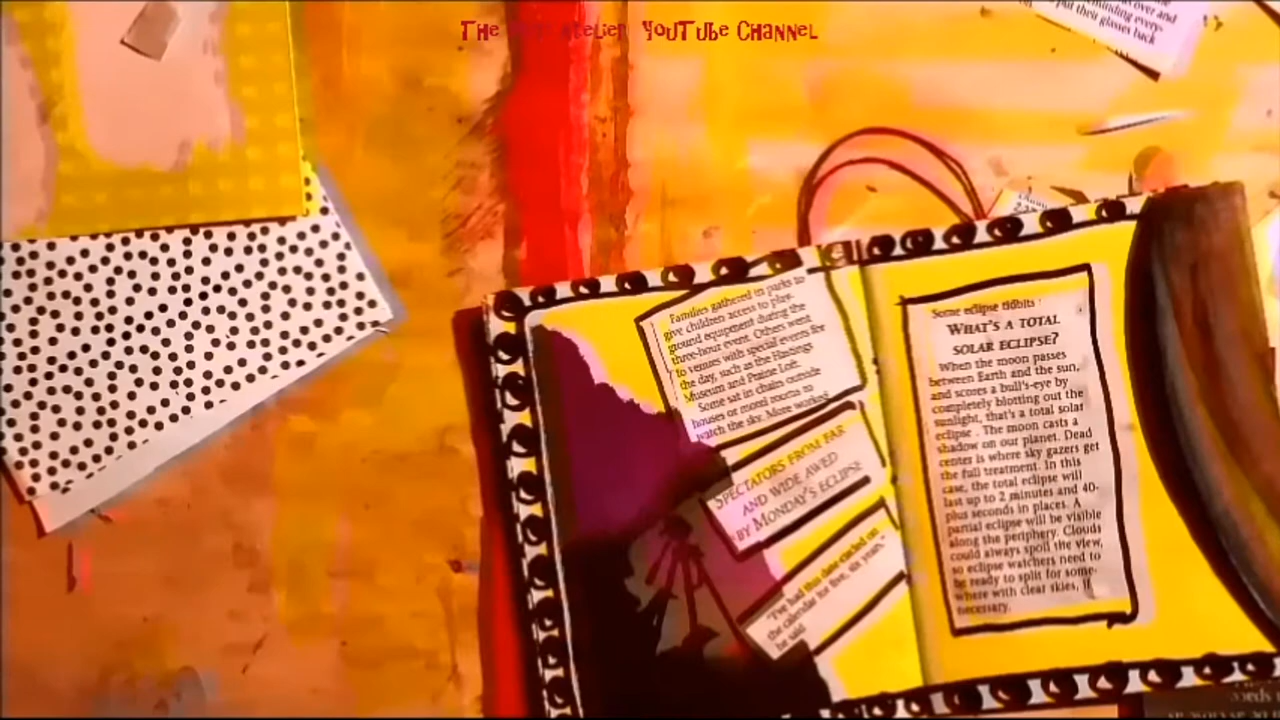 The Atelier YouTube Channel
over and
minding every-
put their glasses back
Families gathered in parks to
give children access to play-
ground equipment during the
three-hour event. Others went
to venues with special events for
the day, such as the Hastings
Museum and Prairie Loft.
Some sat in chairs outside
houses or motel rooms to
watch the sky. More worked
SPECTATORS FROM FAR
AND WIDE AWED
BY MONDAY'S ECLIPSE
"I've had this date circled on
the calendar for five, six years,"
he said
Some eclipse tidbits
WHAT'S A TOTAL
SOLAR ECLIPSE?
When the moon passes
between Earth and the sun,
and scores a bull's-eye by
completely blotting out the
sunlight, that's a total solar
eclipse . The moon casts a
shadow on our planet. Dead
center is where sky gazers get
the full treatment. In this
case, the total eclipse will
last up to 2 minutes and 40-
plus seconds in places. A
partial eclipse will be visible
along the periphery. Clouds
could always spoil the view,
so eclipse watchers need to
be ready to split for some-
where with clear skies, if
necessary.